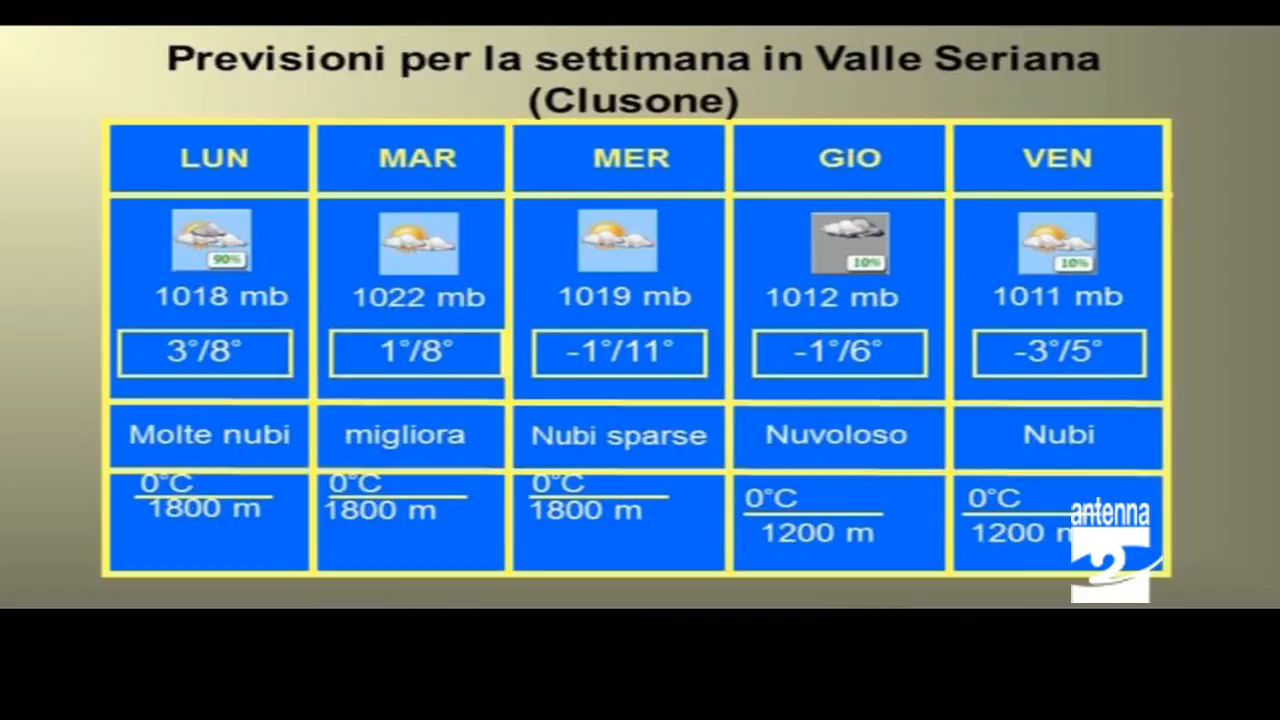 Previsioni per la settimana in Valle Seriana
(Clusone)
LUN MAR MER GIO VEN
90% 10% 10%
1018 mb 1022 mb 1019 mb 1012 mb 1011 mb
3°/8° 1°/8° -1°/11° -1°/6° -3°/5°
Molte nubi migliora Nubi sparse Nuvoloso Nubi
0°C 0°C 0°C 0°C 0°C
1800 m 1800 m 1800 m 1200 m 1200 m
antenna
2